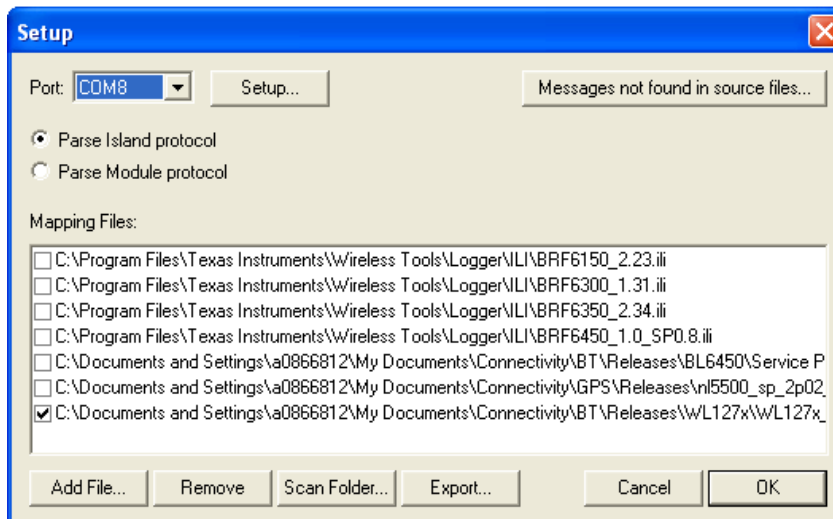 Setup
Port: COM8 Setup... Messages not found in source files...
Parse Island protocol
Parse Module protocol
Mapping Files:
C:\Program Files\Texas Instruments\Wireless Tools\Logger\ILI\BRF6150_2.23.ili
C:\Program Files\Texas Instruments\Wireless Tools\Logger\ILI\BRF6300_1.31.ili
C:\Program Files\Texas Instruments\Wireless Tools\Logger\ILI\BRF6350_2.34.ili
C:\Program Files\Texas Instruments\Wireless Tools\Logger\ILI\BRF6450_1.0_SP0.8.ili
C:\Documents and Settings\a0866812\My Documents\Connectivity\BT\Releases\BL6450\Service P
C:\Documents and Settings\a0866812\My Documents\Connectivity\GPS\Releases\nl5500_sp_2p02_
C:\Documents and Settings\a0866812\My Documents\Connectivity\BT\Releases\WL127x\WL127x_
Add File... Remove Scan Folder... Export... Cancel OK